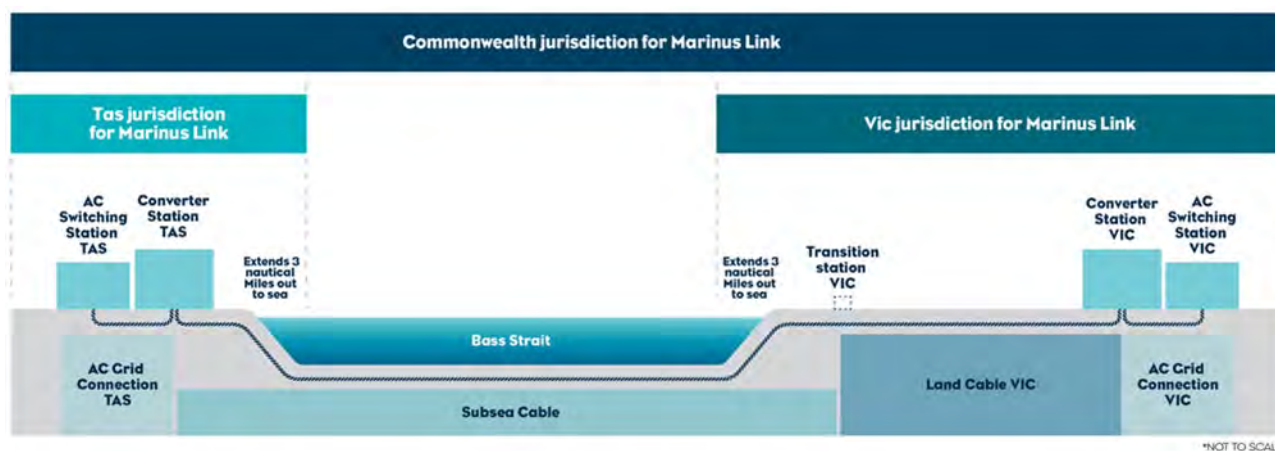 Commonwealth jurisdiction for Marinus Link
Tas jurisdiction
for Marinus Link
Vic jurisdiction for Marinus Link
AC
Switching
Station
TAS
Converter
Station
TAS
Extends 3
nautical
Miles out
to sea
Extends 3
nautical
Miles out
to sea
Transition
station
VIC
Converter
Station
VIC
AC
Switching
Station
VIC
Bass Strait
AC Grid
Connection
TAS
Subsea Cable
Land Cable VIC
AC Grid
Connection
VIC
*NOT TO SCAL